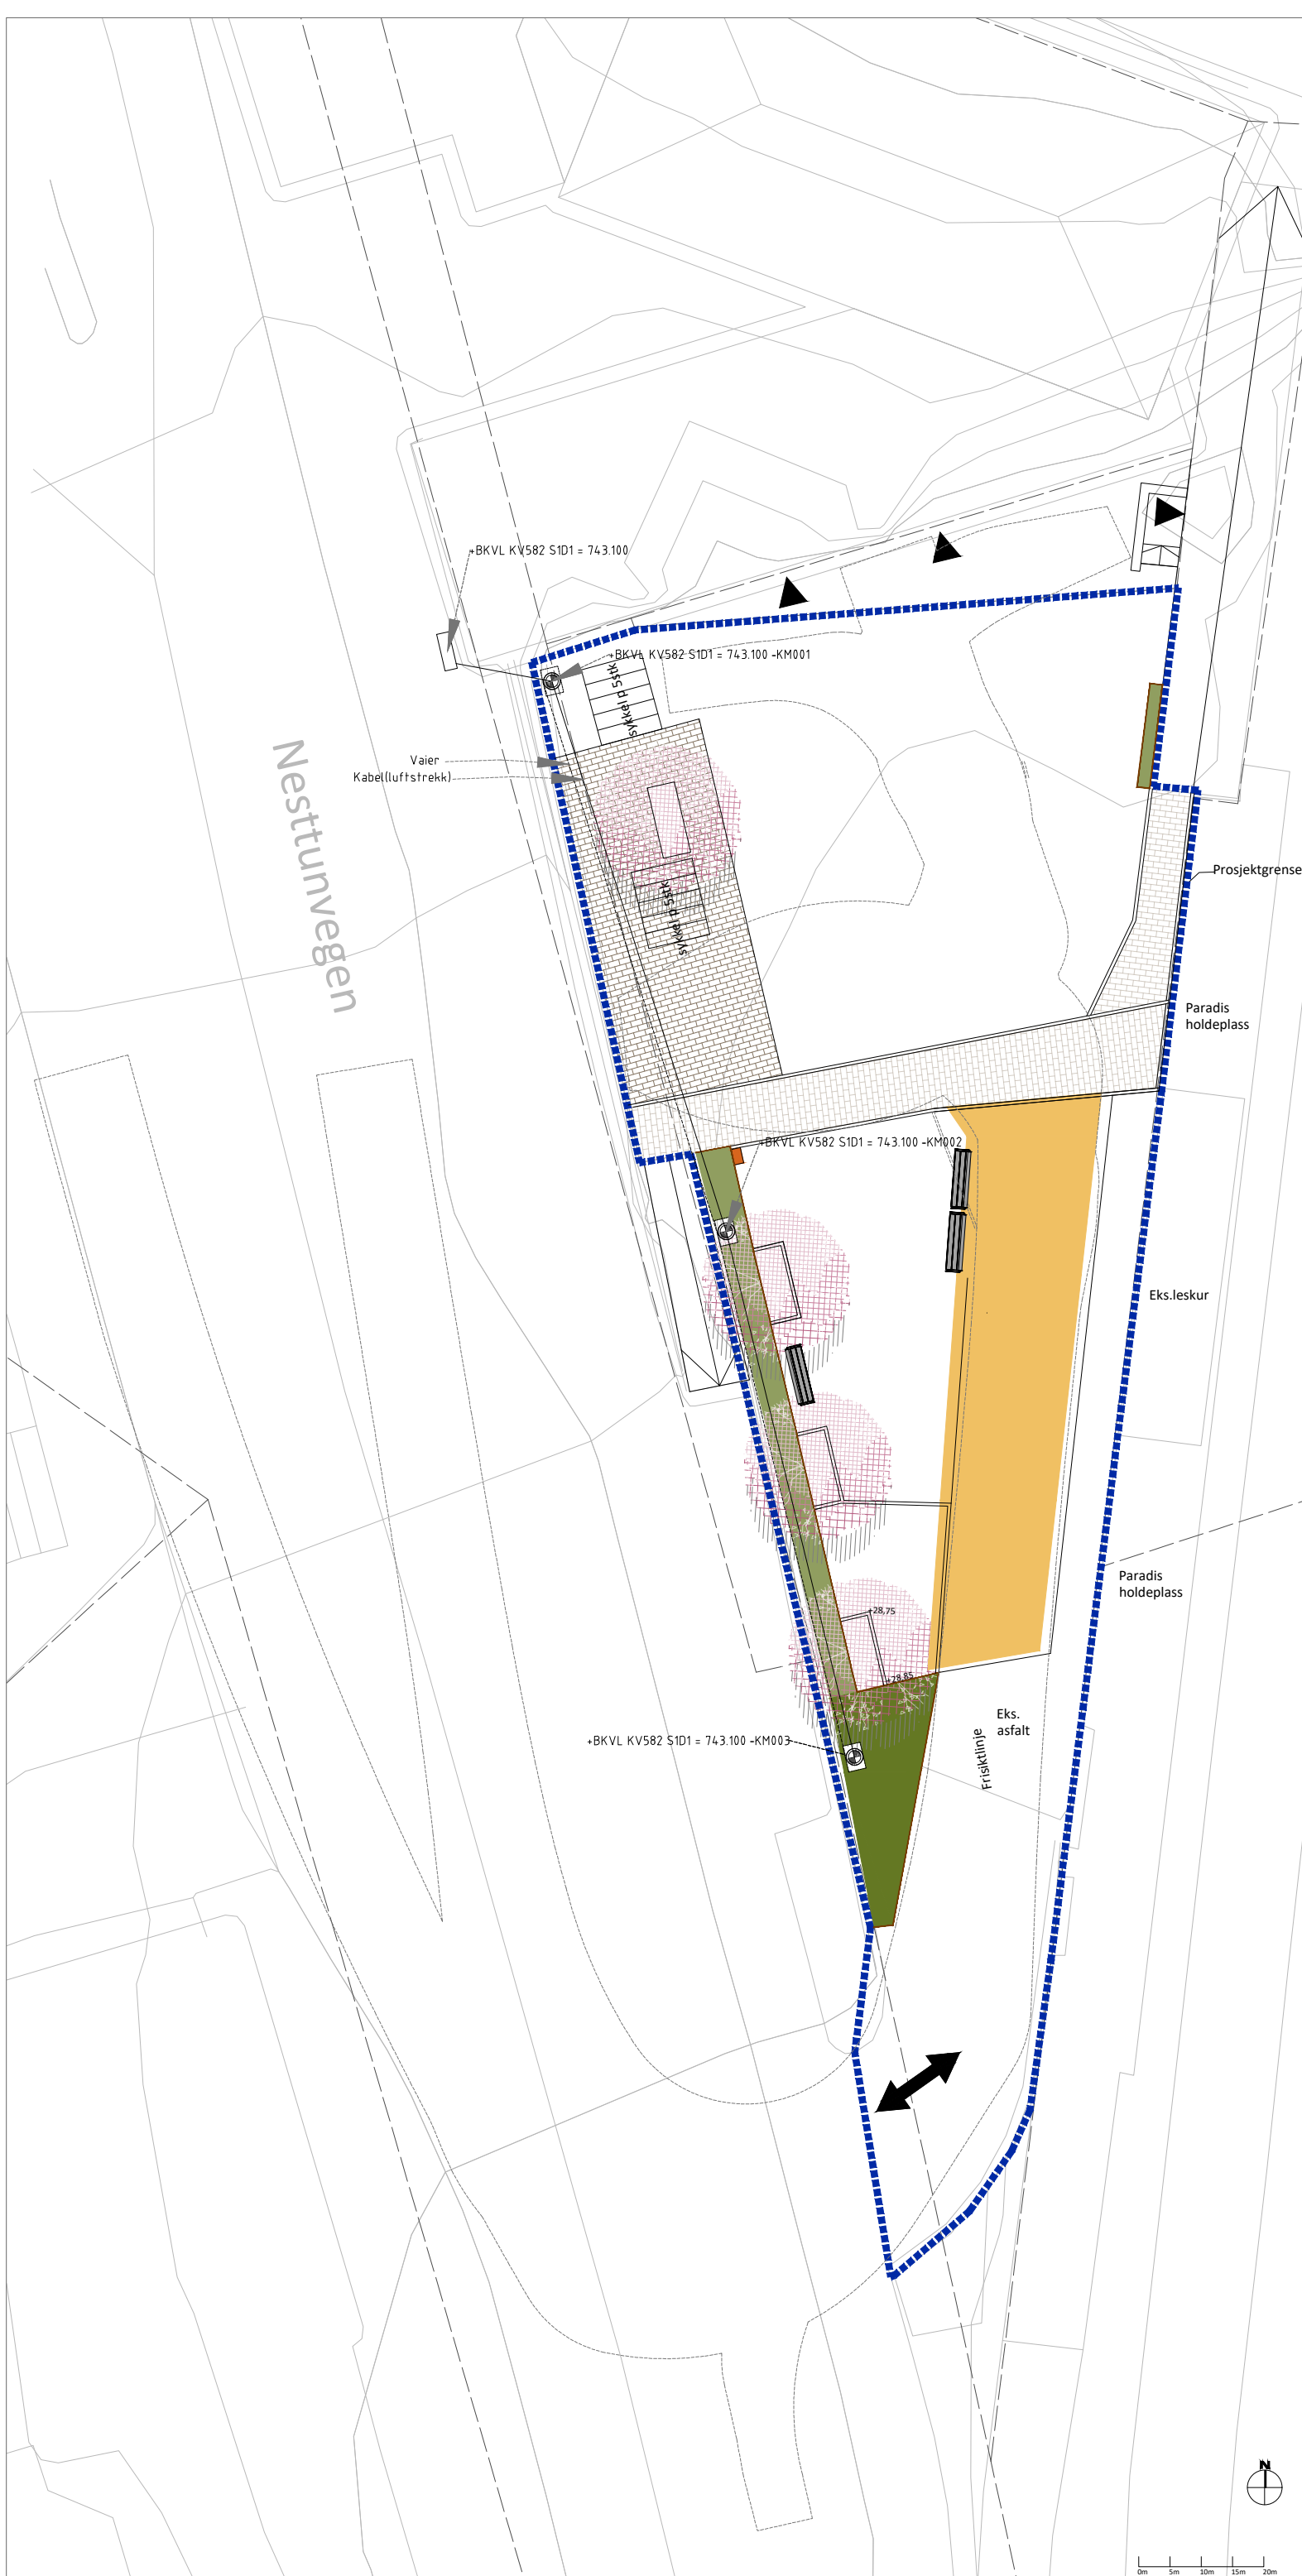 N
+BKVL KV582 S1D1 = 743.100
+BKVL KV582 S1D1 = 743.100 -KM001
sykkel p 5stk
Vaier
Kabel(luftstrekk)
Nesttunvegen
Prosjektgrense
sykkel p 5stk
Paradis
holdeplass
+BKVL KV582 S1D1 = 743.100 -KM002
Eks.leskur
Paradis
holdeplass
+28,75
+28,85
Eks.
asfalt
Frisiktlinje
+BKVL KV582 S1D1 = 743.100 -KM003
0m 5m 10m 15m 20m